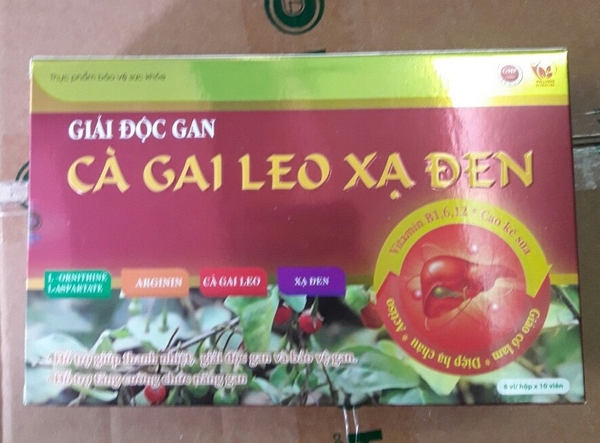 Thực phẩm bảo vệ sức khỏe
GMP
GIẢI ĐỘC GAN
CÀ GAI LEO XẠ ĐEN
Vitamin B1,6,12 * Cao kế sữa
Giảo cổ lam * Diệp hạ châu * Actiso
L-ORNITHINE
L-ASPARTATE
ARGININ
CÀ GAI LEO
XẠ ĐEN
- Hỗ trợ giúp thanh nhiệt, giải độc gan và bảo vệ gan.
- Hỗ trợ tăng cường chức năng gan
6 vỉ/ hộp x 10 viên